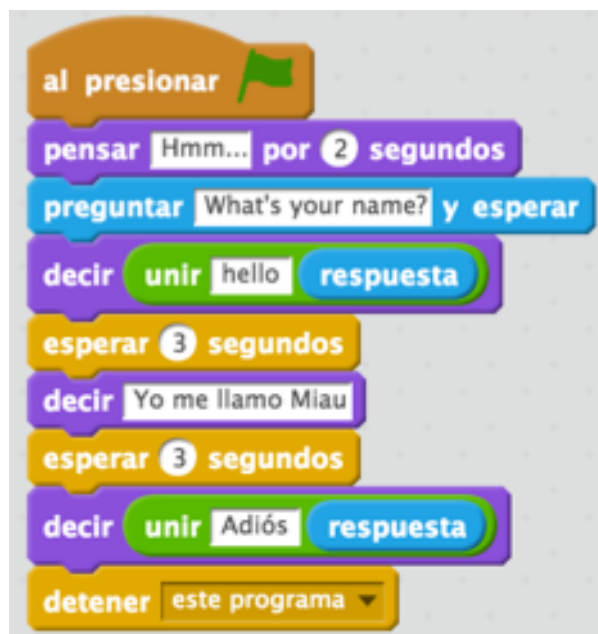 al presionar
pensar Hmm... por 2 segundos
preguntar What's your name? y esperar
decir unir hello respuesta
esperar 3 segundos
decir Yo me llamo Miau
esperar 3 segundos
decir unir Adiós respuesta
detener este programa